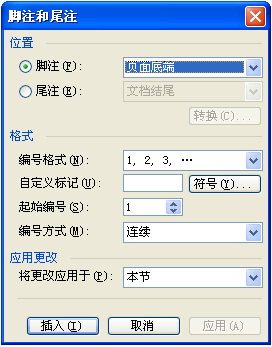 脚注和尾注
位置
脚注(F): 页面底端
尾注(E): 文档结尾
转换(C)...
格式
编号格式(N): 1, 2, 3, …
自定义标记(U): 符号(Y)...
起始编号(S): 1
编号方式(M): 连续
应用更改
将更改应用于(P): 本节
插入(I) 取消 应用(A)